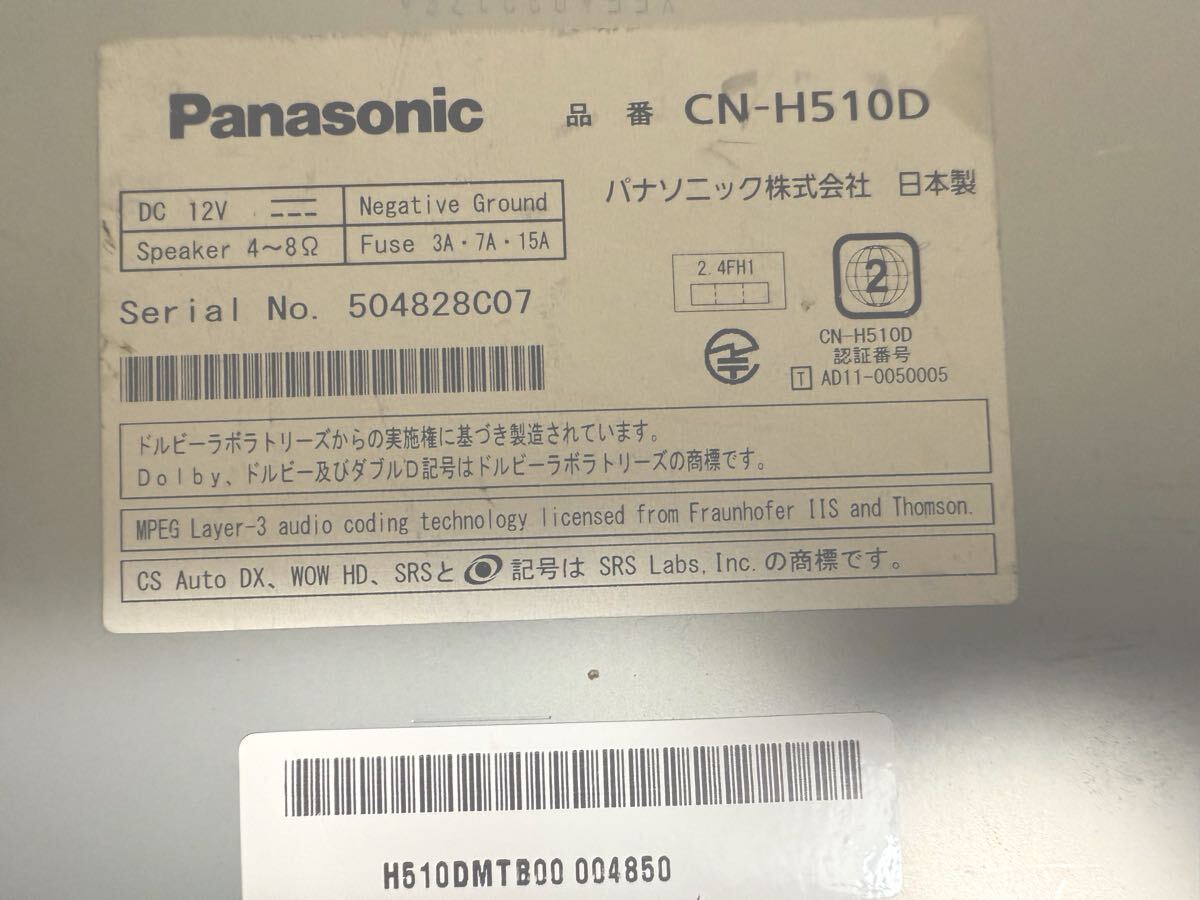 Panasonic 品 番 CN-H510D
パナソニック株式会社 日本製
DC 12V Negative Ground
Speaker 4～8Ω Fuse 3A・7A・15A
2.4FH1
2
Serial No. 504828C07
CN-H510D
認証番号
T AD11-0050005
ドルビーラボラトリーズからの実施権に基づき製造されています。
Dolby、ドルビー及びダブルD記号はドルビーラボラトリーズの商標です。
MPEG Layer-3 audio coding technology licensed from Fraunhofer IIS and Thomson.
CS Auto DX、WOW HD、SRSと 記号は SRS Labs,Inc.の商標です。
H510DMTB00 004850